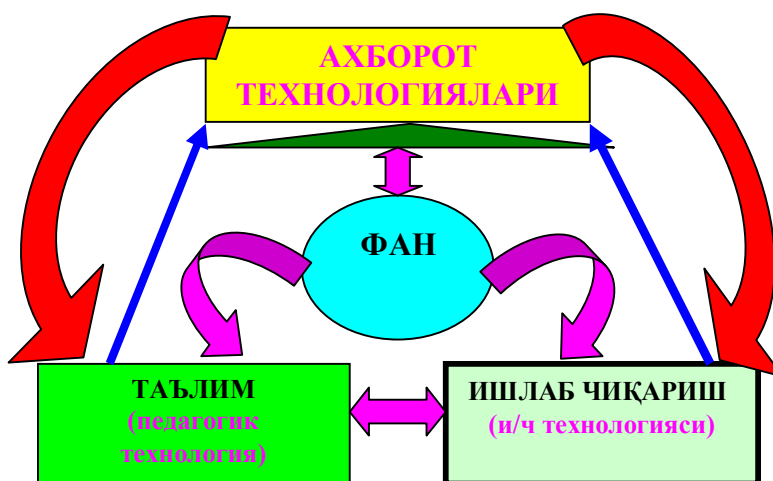 АХБОРОТ
ТЕХНОЛОГИЯЛАРИ
ФАН
ТАЪЛИМ
(педагогик
технология)
ИШЛАБ ЧИҚАРИШ
(и/ч технологияси)